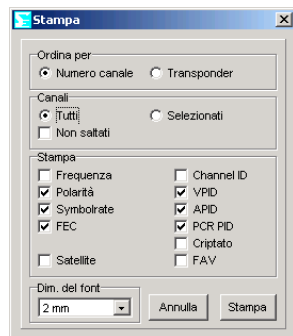 Stampa
Ordina per
Numero canale Transponder
Canali
Tutti Selezionati
Non saltati
Stampa
Frequenza Channel ID
Polarità VPID
Symbolrate APID
FEC PCR PID
Criptato
Satellite FAV
Dim. del font
2 mm Annulla Stampa